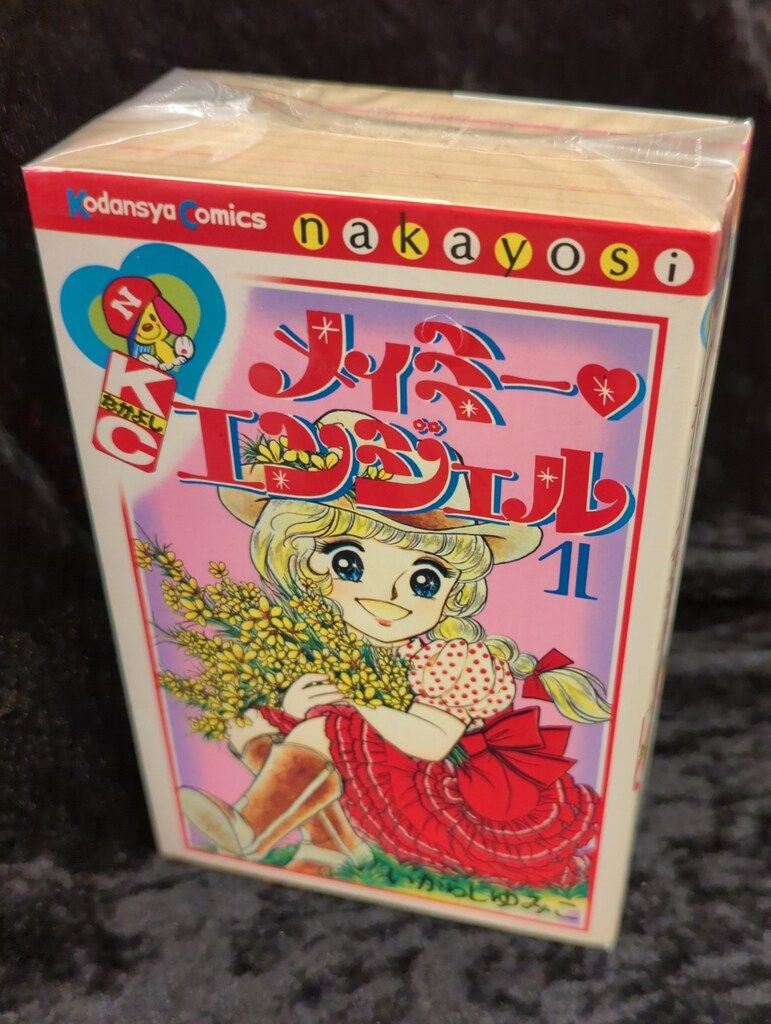 Kodansya Comics nakayosi
N
KC
なかよし
メイミー♥
エンジェル
1
いがらしゆみこ